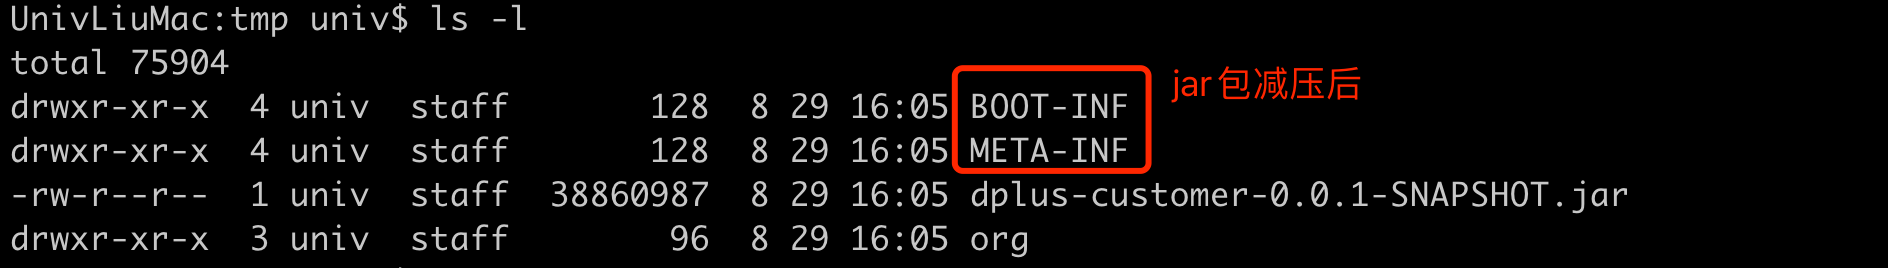 UnivLiuMac:tmp univ$ ls -l
total 75904
drwxr-xr-x  4 univ  staff       128  8 29 16:05 BOOT-INF
jar包减压后
drwxr-xr-x  4 univ  staff       128  8 29 16:05 META-INF
-rw-r--r--  1 univ  staff  38860987  8 29 16:05 dplus-customer-0.0.1-SNAPSHOT.jar
drwxr-xr-x  3 univ  staff        96  8 29 16:05 org